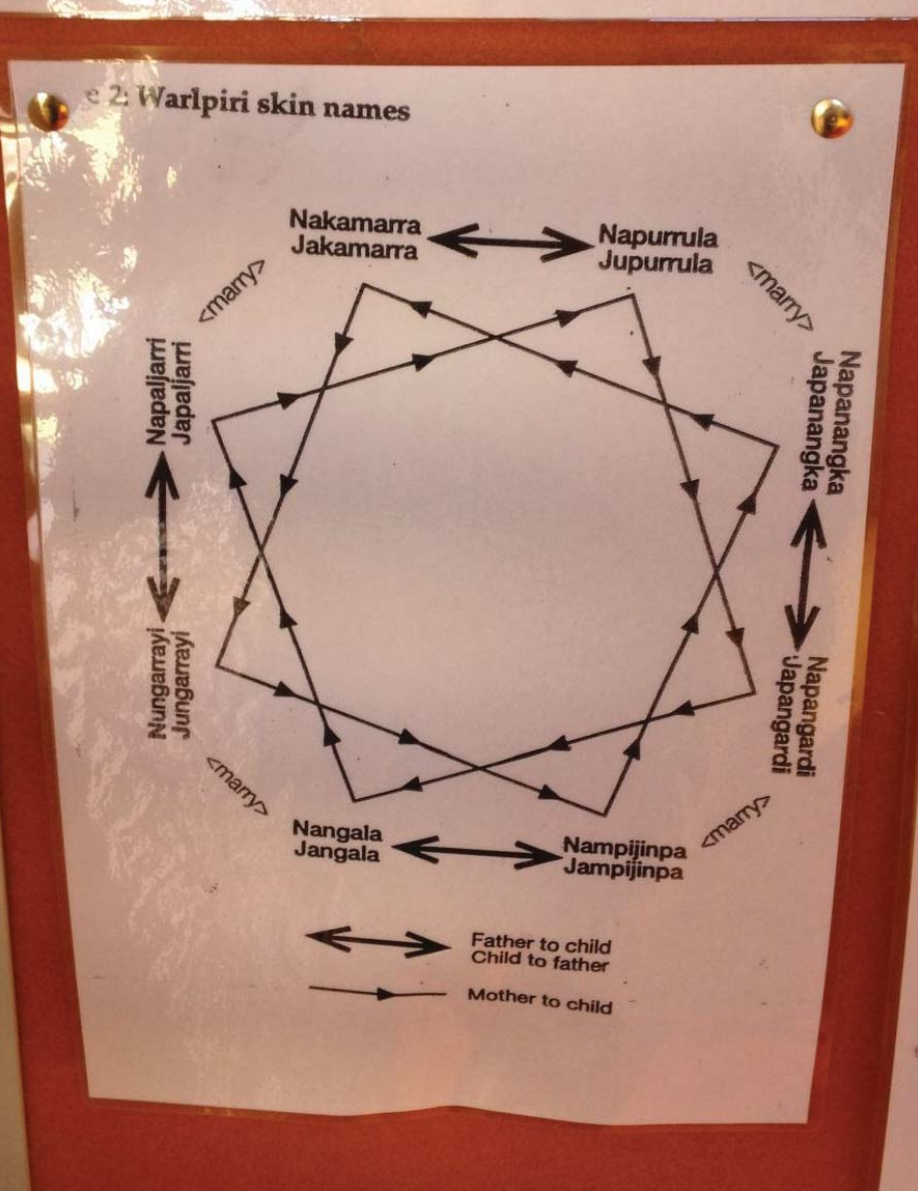 e 2: Warlpiri skin names
Nakamarra
Jakamarra
Napurrula
Jupurrula
<marry>
<marry>
Napaljarri
Japaljarri
Napanangka
Japanangka
Nungarrayi
Jungarrayi
Napangardi
Japangardi
<marry>
<marry>
Nangala
Jangala
Nampijinpa
Jampijinpa
Father to child
Child to father
Mother to child